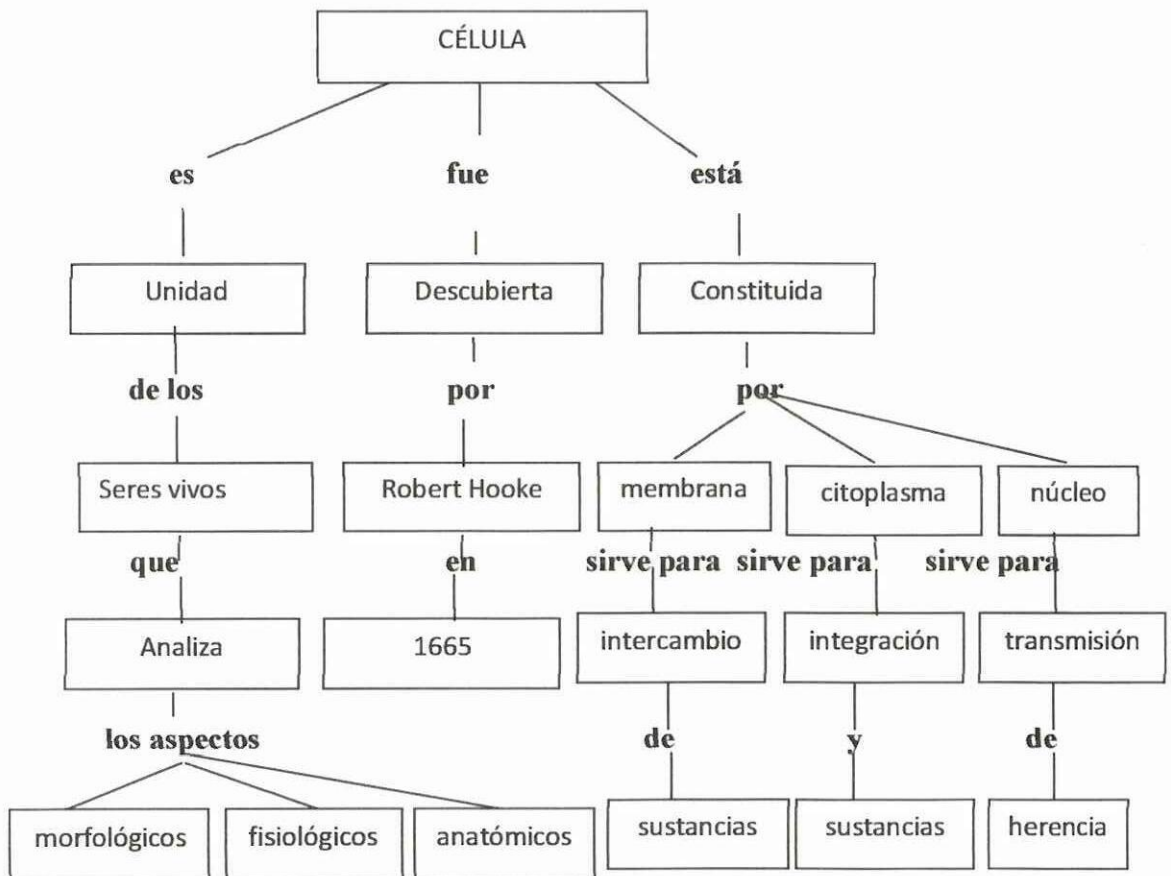 CÉLULA
es fue está
Unidad Descubierta Constituida
de los por por
Seres vivos Robert Hooke membrana citoplasma núcleo
que en sirve para sirve para sirve para
Analiza 1665 intercambio integración transmisión
los aspectos de y de
morfológicos fisiológicos anatómicos sustancias sustancias herencia